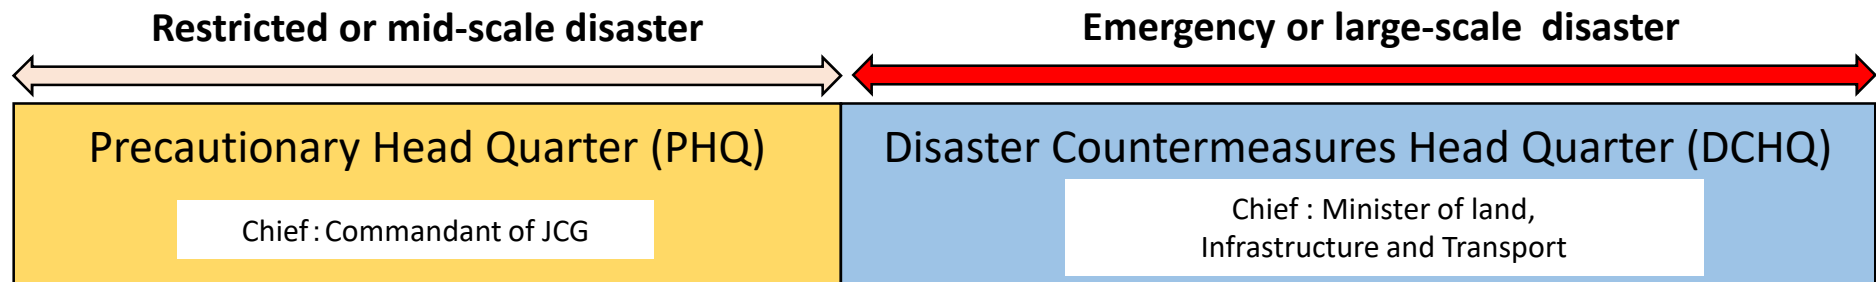 Restricted or mid-scale disaster
Emergency or large-scale disaster
Precautionary Head Quarter (PHQ)
Chief : Commandant of JCG
Disaster Countermeasures Head Quarter (DCHQ)
Chief : Minister of land,
Infrastructure and Transport